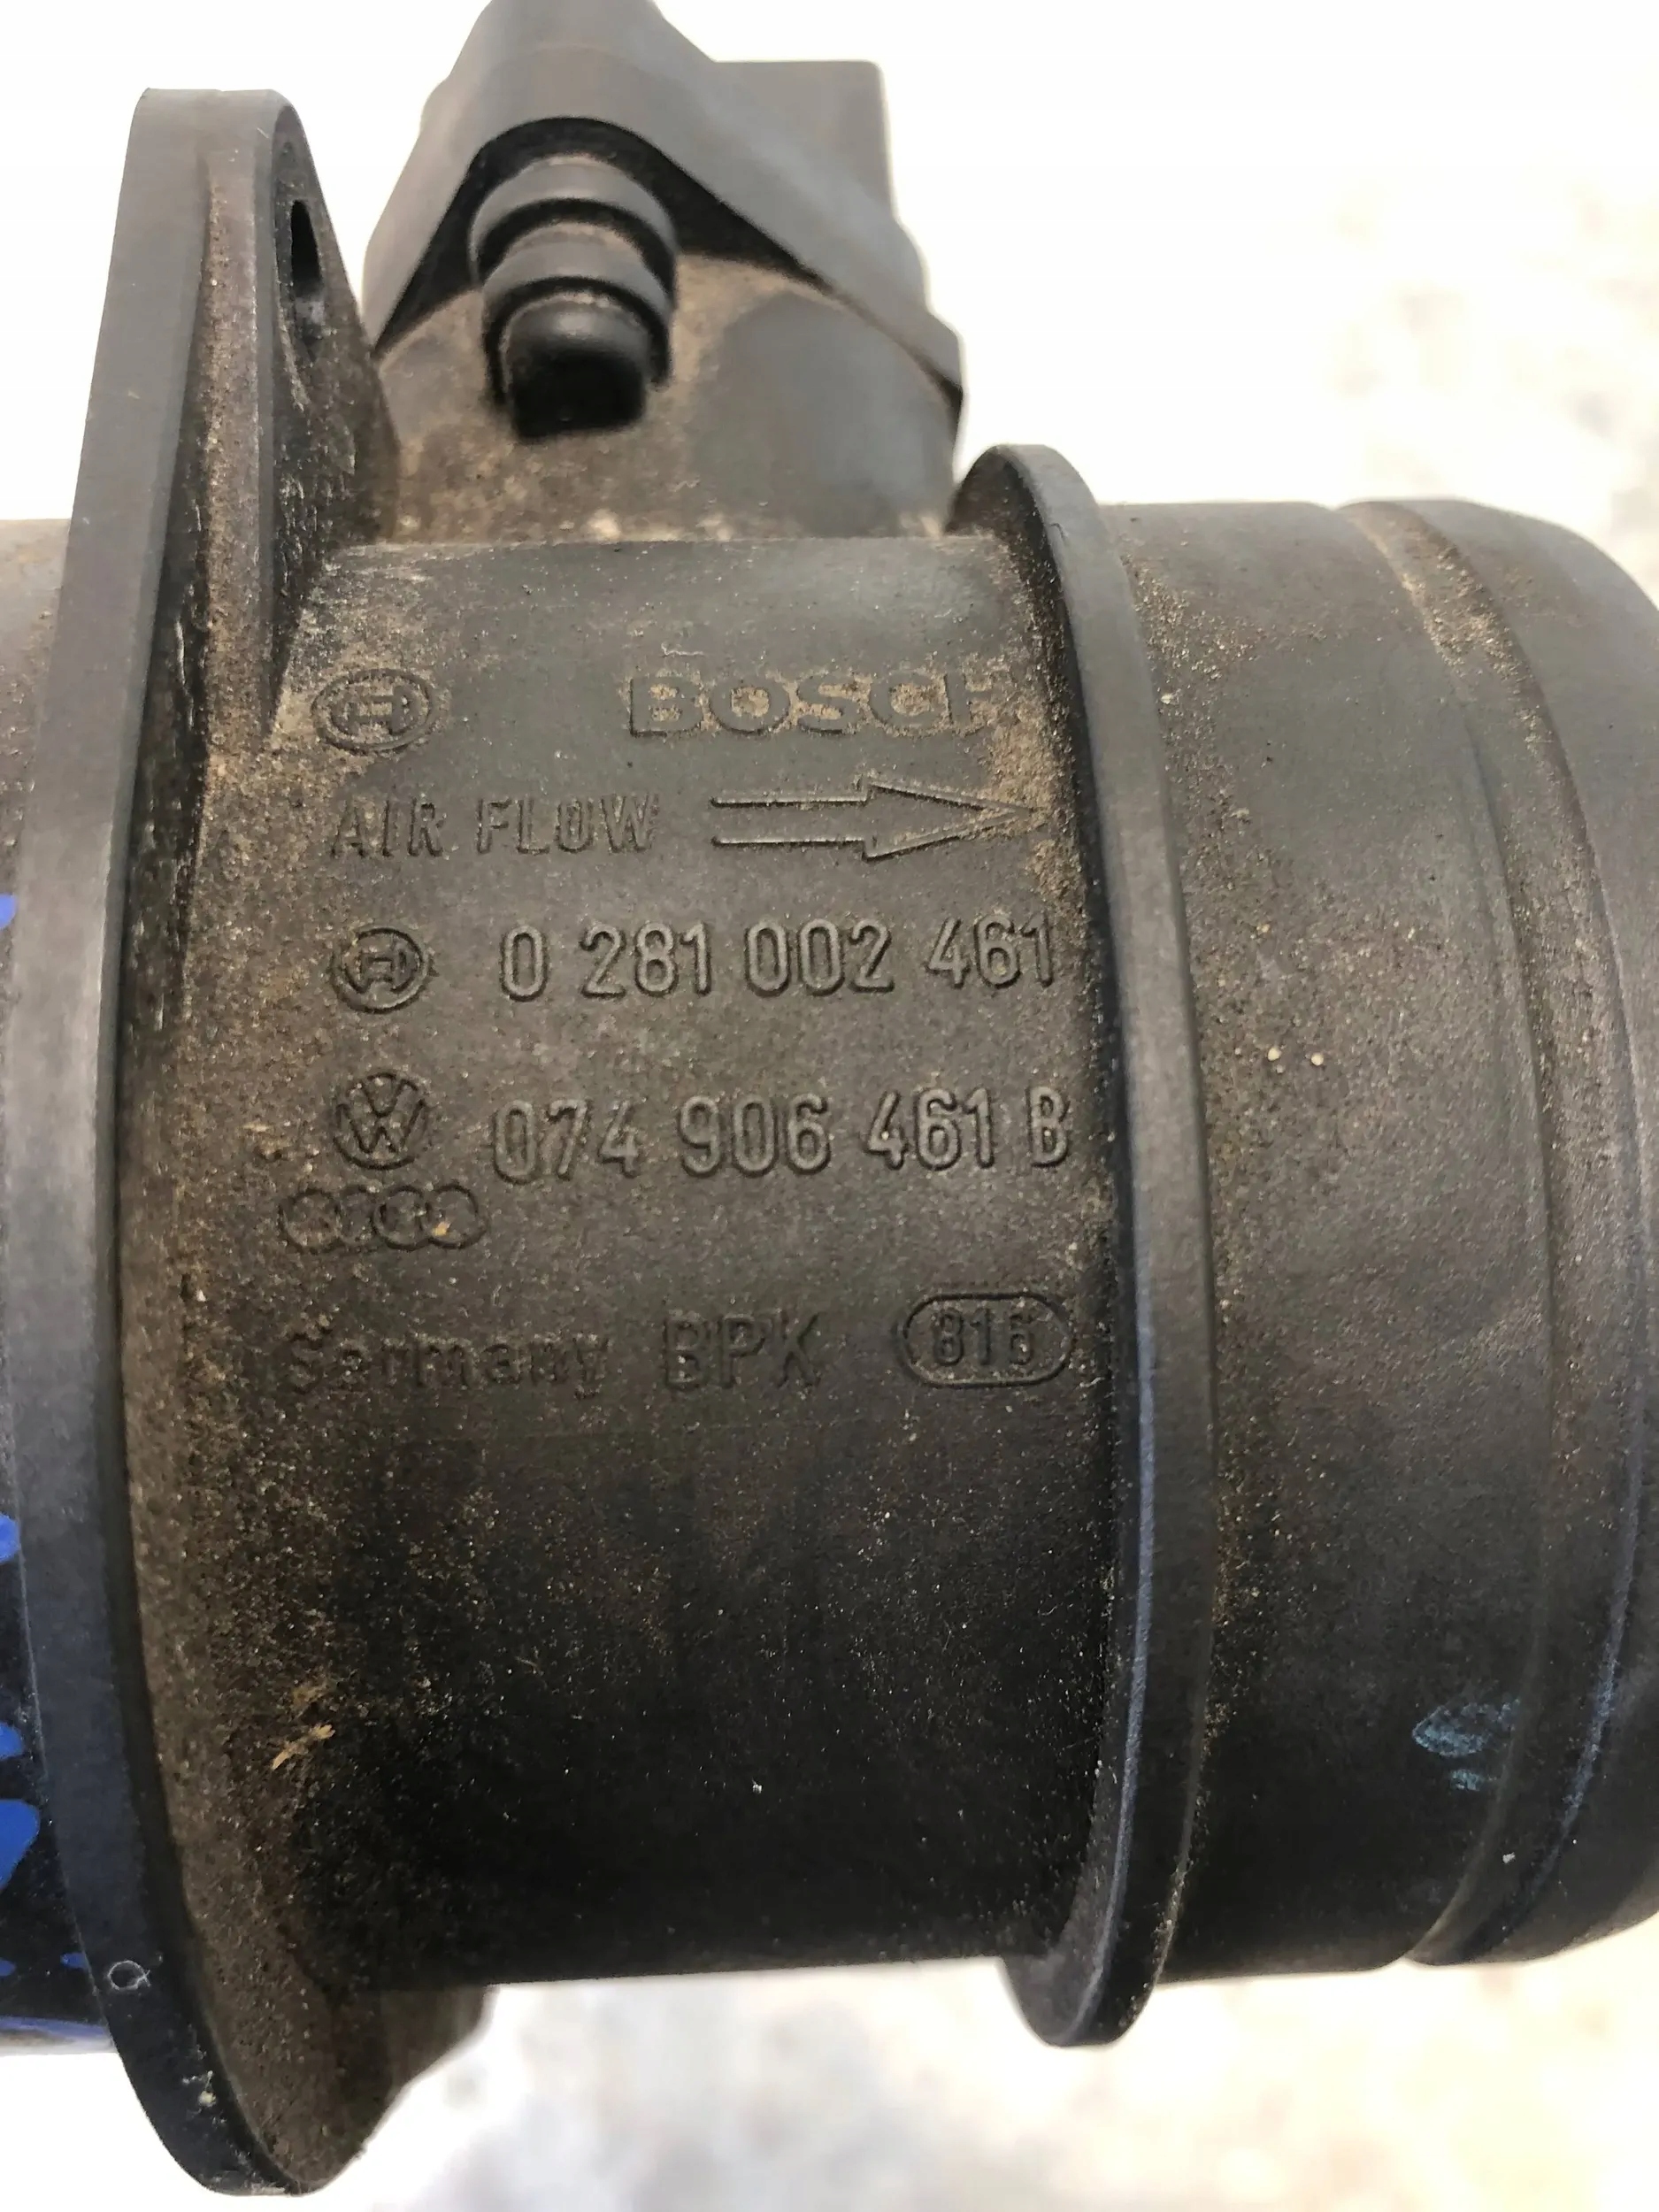 BOSCH
AIR FLOW
0 281 002 461
074 906 461 B
Germany BPK 816